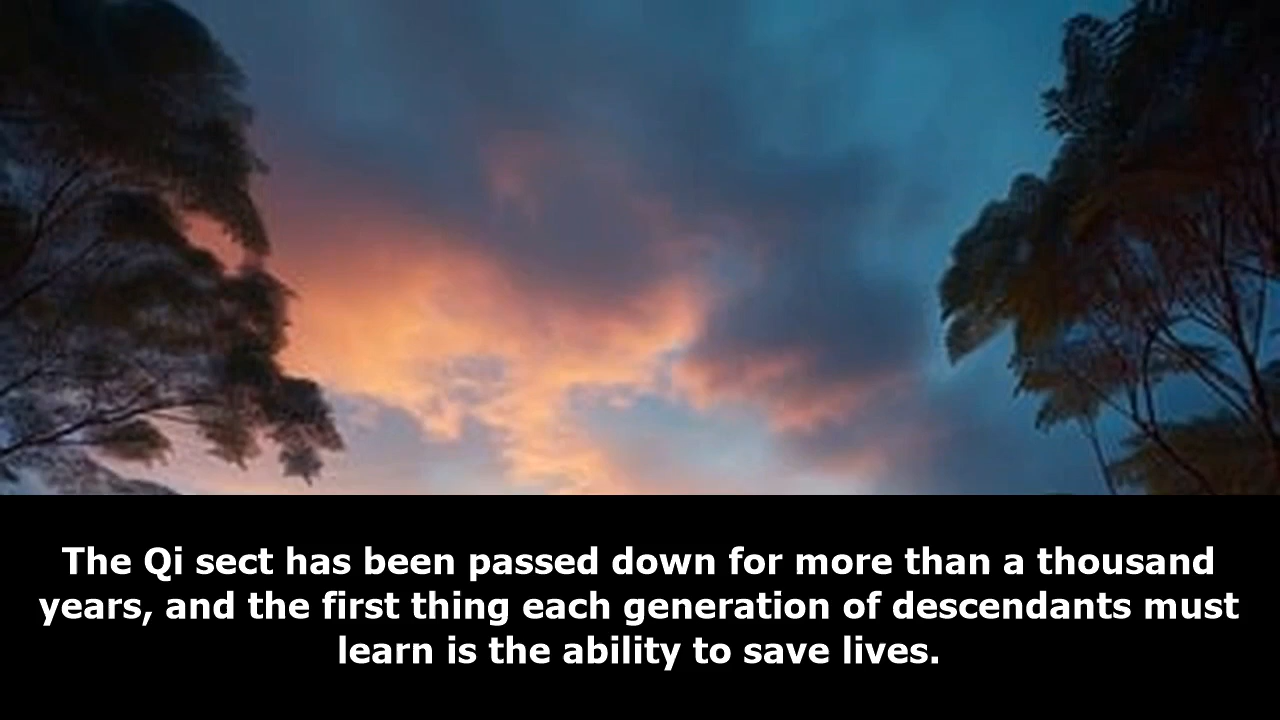 The Qi sect has been passed down for more than a thousand
years, and the first thing each generation of descendants must
learn is the ability to save lives.